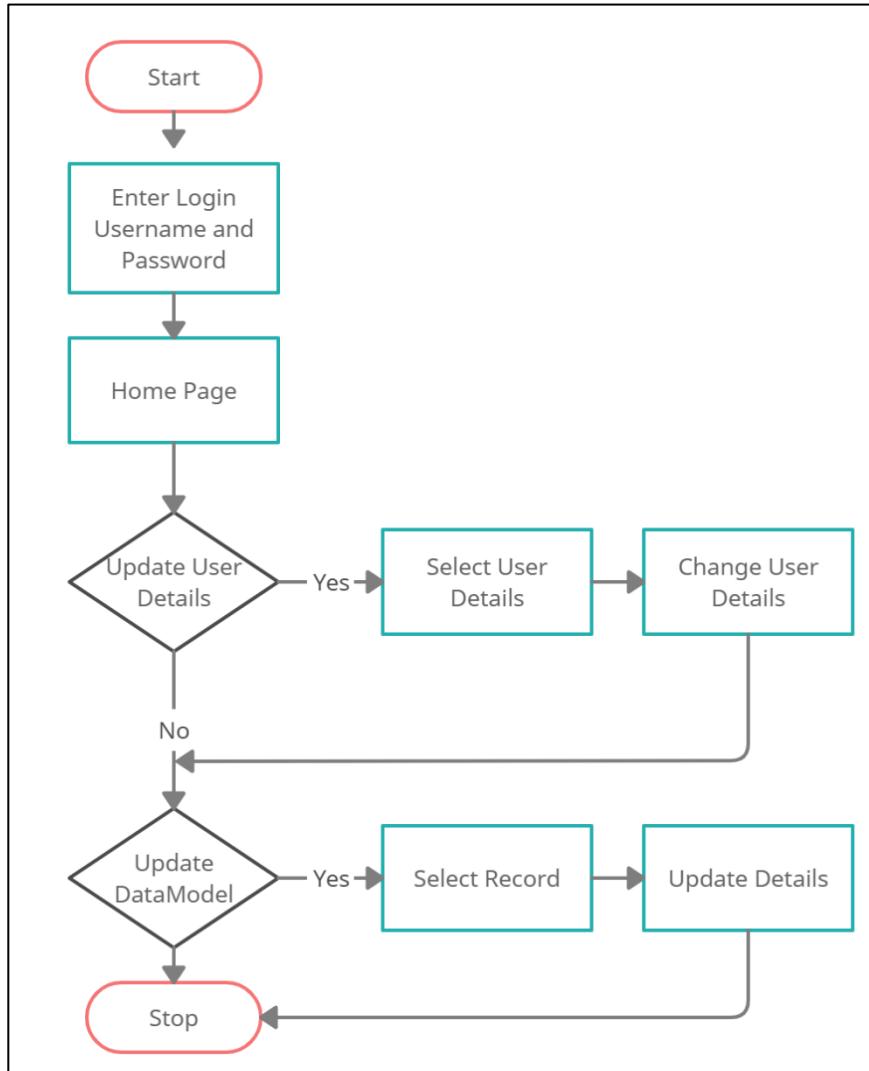 Start
Enter Login
Username and
Password
Home Page
Update User
Details
Yes
Select User
Details
Change User
Details
No
Update
DataModel
Yes
Select Record
Update Details
Stop